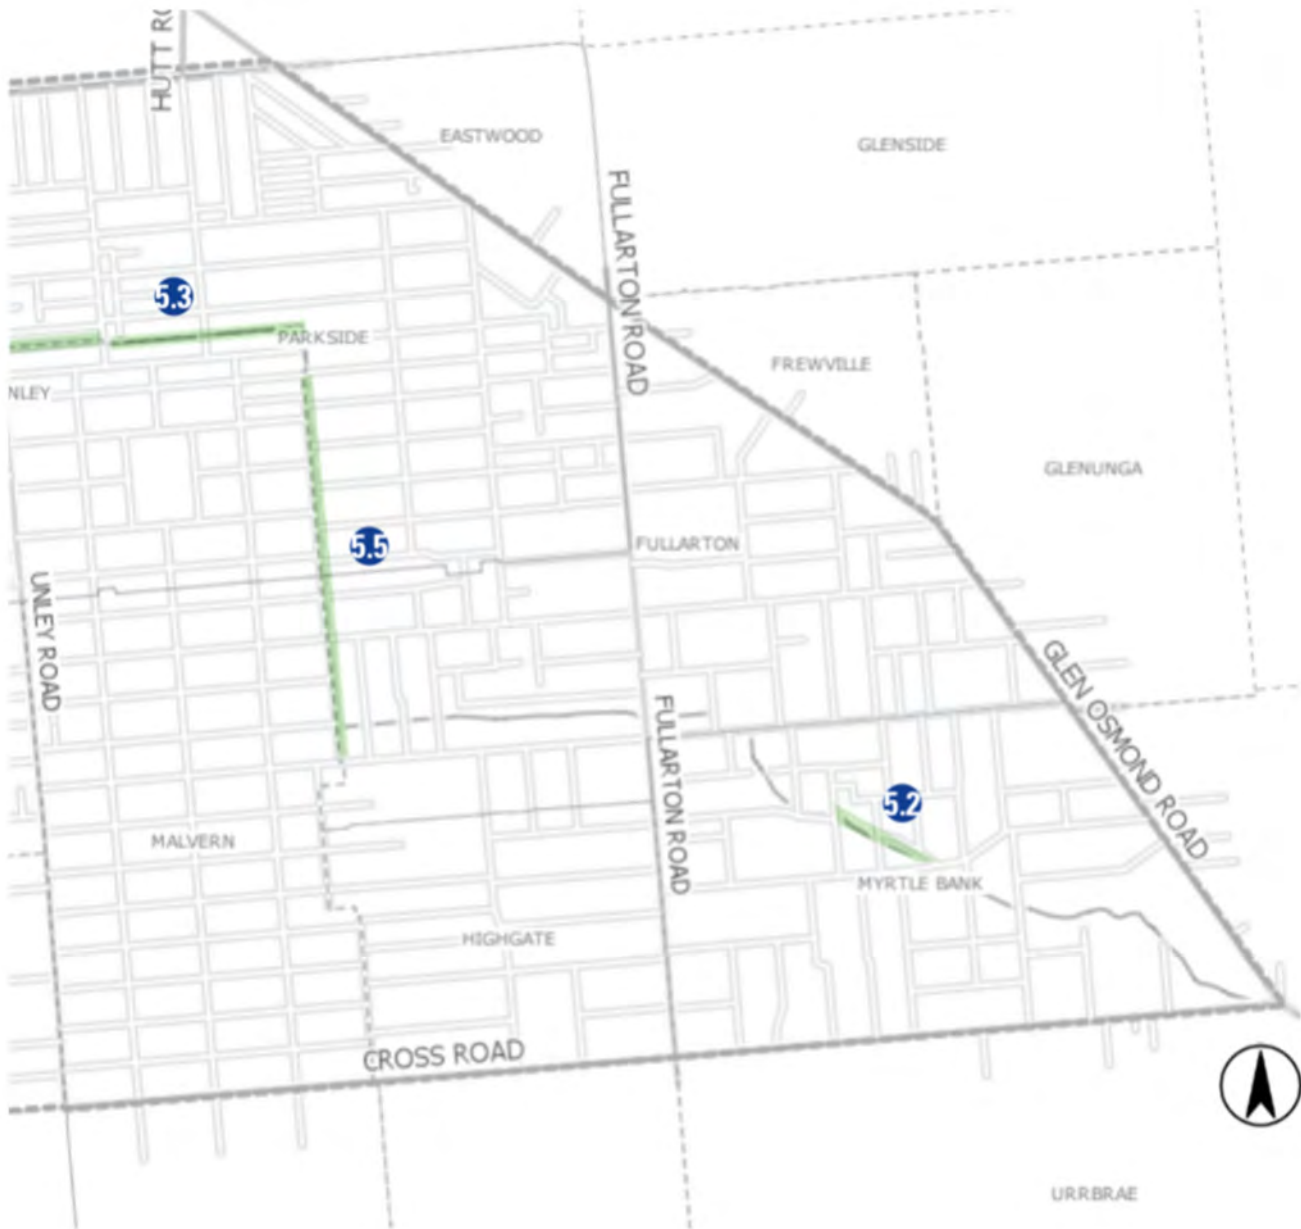 HUTT RO
EASTWOOD
GLENSIDE
FULLARTON ROAD
5.3
PARKSIDE
FREWVILLE
NLEY
GLENUNGA
5.5
FULLARTON
UNLEY ROAD
GLEN OSMOND ROAD
FULLARTON ROAD
5.2
MALVERN
MYRTLE BANK
HIGHGATE
CROSS ROAD
URRBRAE